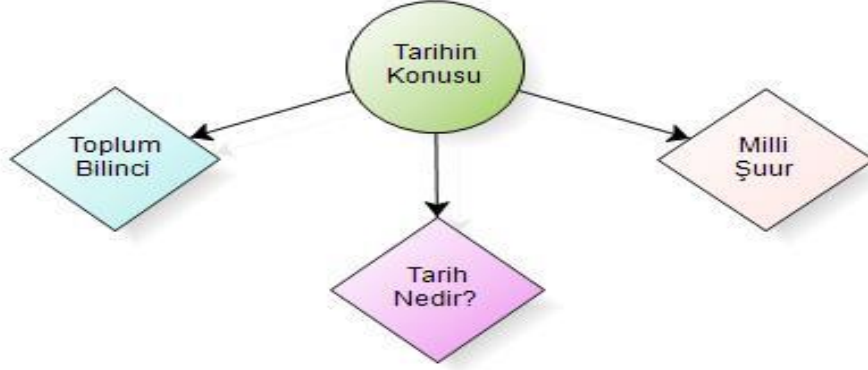 Tarihin
Konusu
Toplum
Bilinci
Milli
Şuur
Tarih
Nedir?